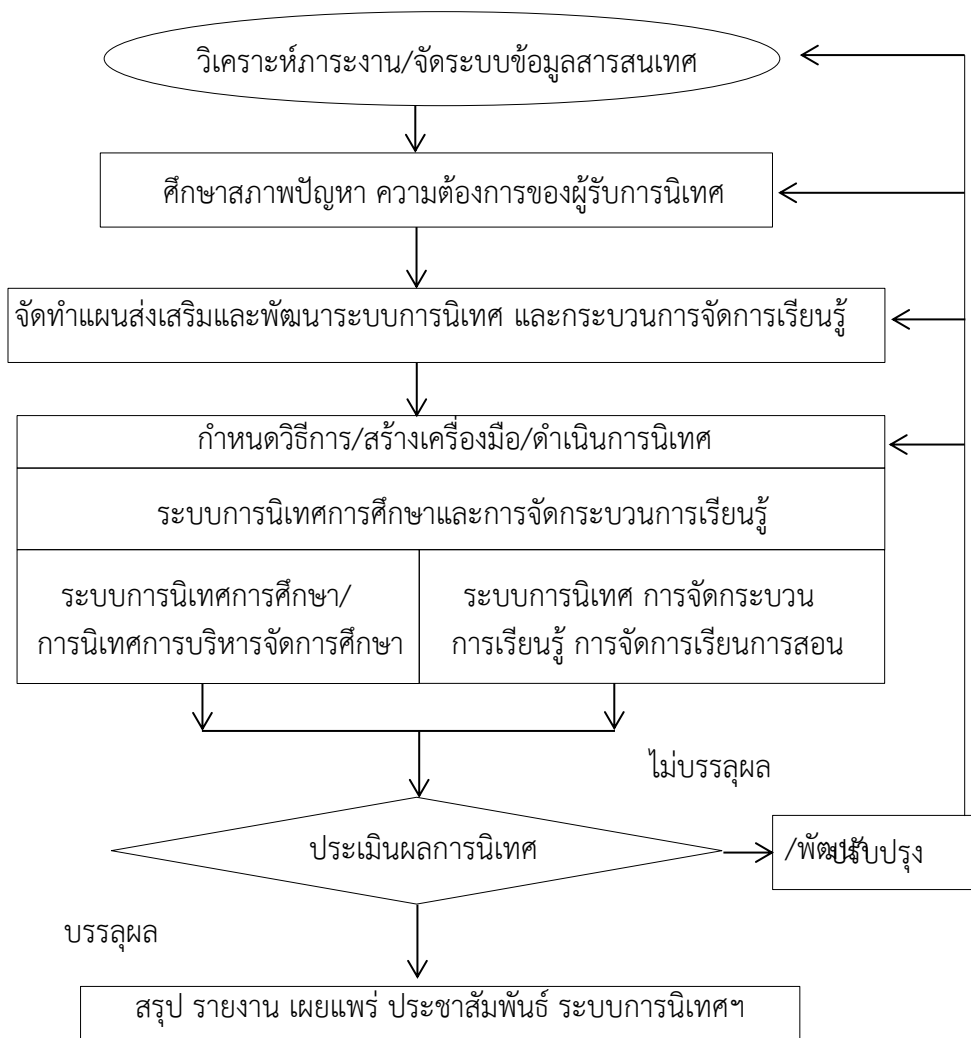 วิเคราะห์ภาระงาน/จัดระบบข้อมูลสารสนเทศ
ศึกษาสภาพปัญหา ความต้องการของผู้รับการนิเทศ
จัดทำแผนส่งเสริมและพัฒนาระบบการนิเทศ และกระบวนการจัดการเรียนรู้
กำหนดวิธีการ/สร้างเครื่องมือ/ดำเนินการนิเทศ
ระบบการนิเทศการศึกษาและการจัดกระบวนการเรียนรู้
ระบบการนิเทศการศึกษา/
การนิเทศการบริหารจัดการศึกษา
ระบบการนิเทศ การจัดกระบวน
การเรียนรู้ การจัดการเรียนการสอน
ไม่บรรลุผล
ประเมินผลการนิเทศ
ปรับปรุง
/พัฒนา
บรรลุผล
สรุป รายงาน เผยแพร่ ประชาสัมพันธ์ ระบบการนิเทศฯ